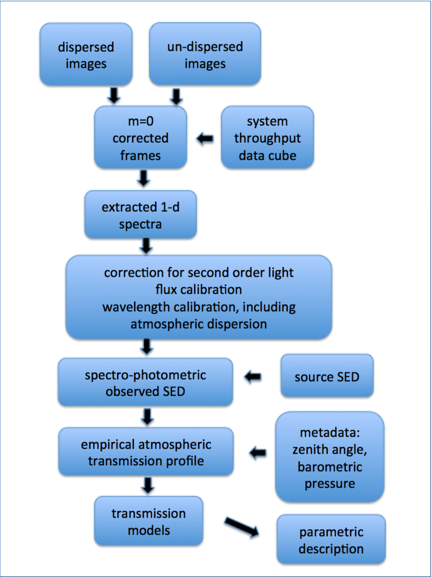 dispersed
images
un-dispersed
images
m=0
corrected
frames
system
throughput
data cube
extracted 1-d
spectra
correction for second order light
flux calibration
wavelength calibration, including
atmospheric dispersion
spectro-photometric
observed SED
source SED
empirical atmospheric
transmission profile
metadata:
zenith angle,
barometric
pressure
transmission
models
parametric
description